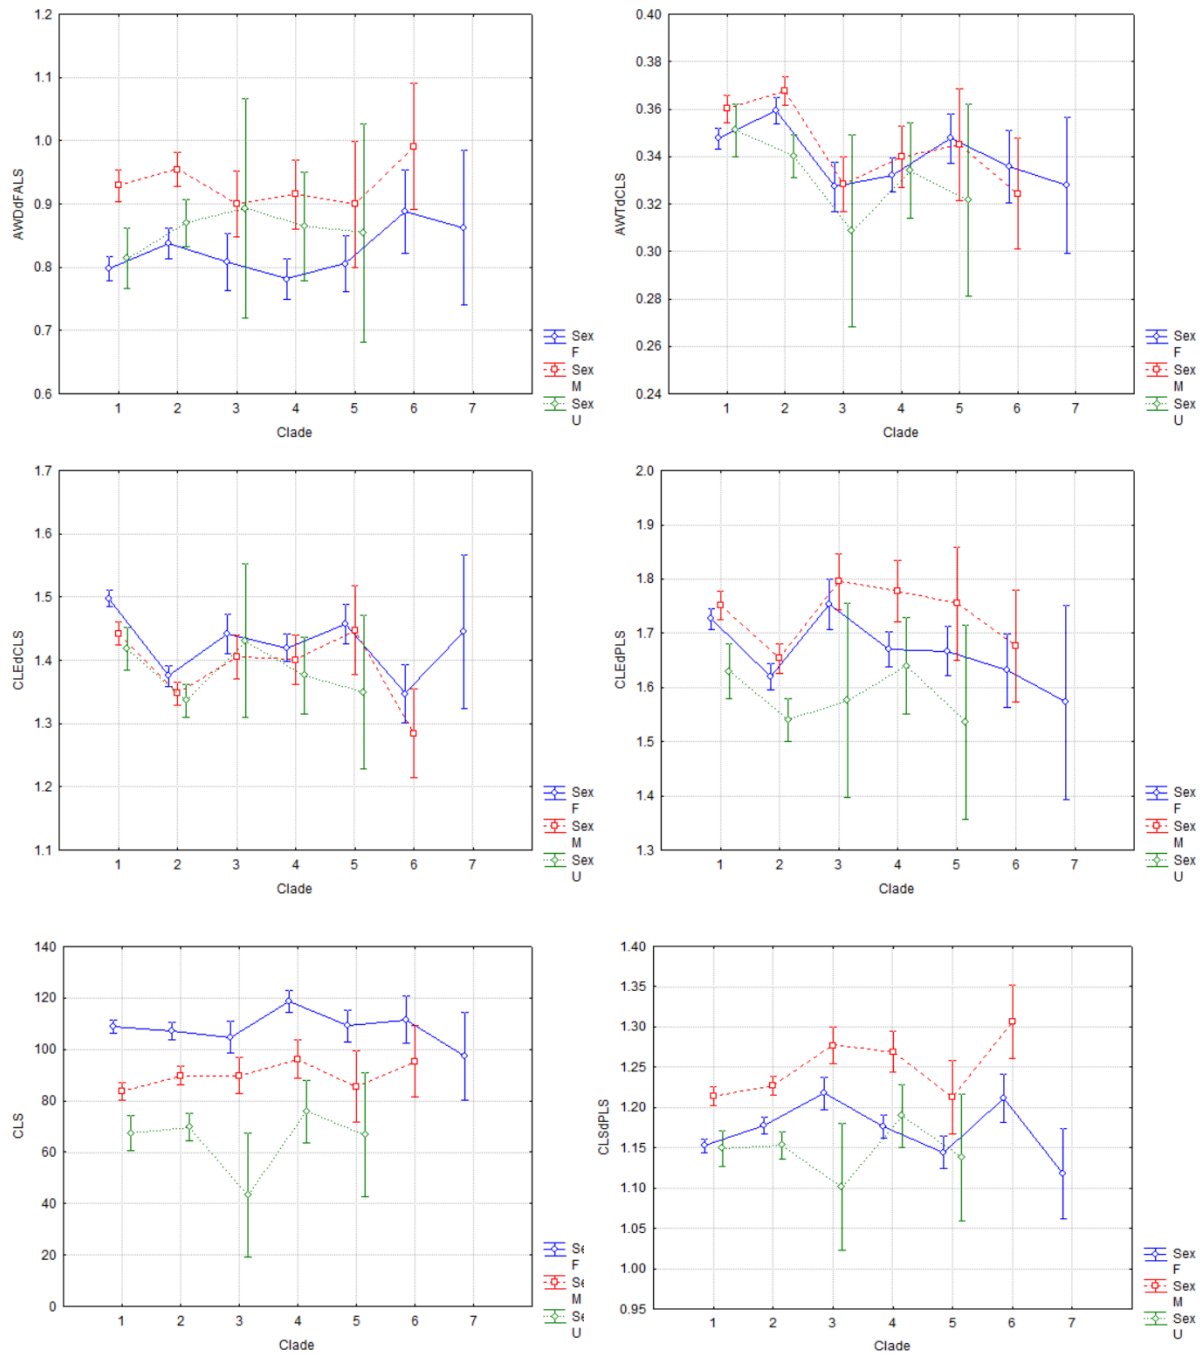 1.2
1.1
1.0
0.9
0.8
0.7
0.6
AWDdFALS
1 2 3 4 5 6 7
Clade
Sex
F
Sex
M
Sex
U
0.40
0.38
0.36
0.34
0.32
0.30
0.28
0.26
0.24
AWTdCLS
1 2 3 4 5 6 7
Clade
Sex
F
Sex
M
Sex
U
1.7
1.6
1.5
1.4
1.3
1.2
1.1
CLEdCLS
1 2 3 4 5 6 7
Clade
Sex
F
Sex
M
Sex
U
2.0
1.9
1.8
1.7
1.6
1.5
1.4
1.3
CLEdPLS
1 2 3 4 5 6 7
Clade
Sex
F
Sex
M
Sex
U
140
120
100
80
60
40
20
0
CLS
1 2 3 4 5 6 7
Clade
Se
F
Se
M
Se
U
1.40
1.35
1.30
1.25
1.20
1.15
1.10
1.05
1.00
0.95
CLSdPLS
1 2 3 4 5 6 7
Clade
Sex
F
Sex
M
Sex
U